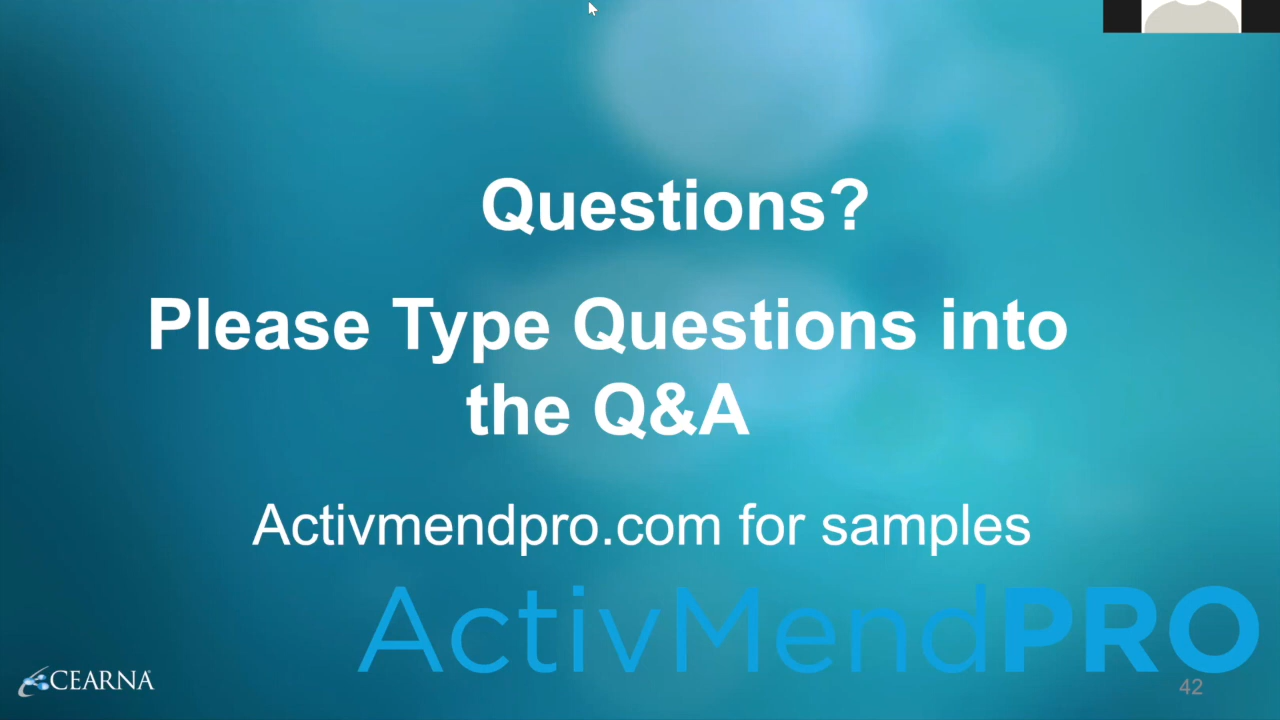 Questions?
Please Type Questions into
the Q&A
Activmendpro.com for samples
ActivMendPRO
CEARNA
42